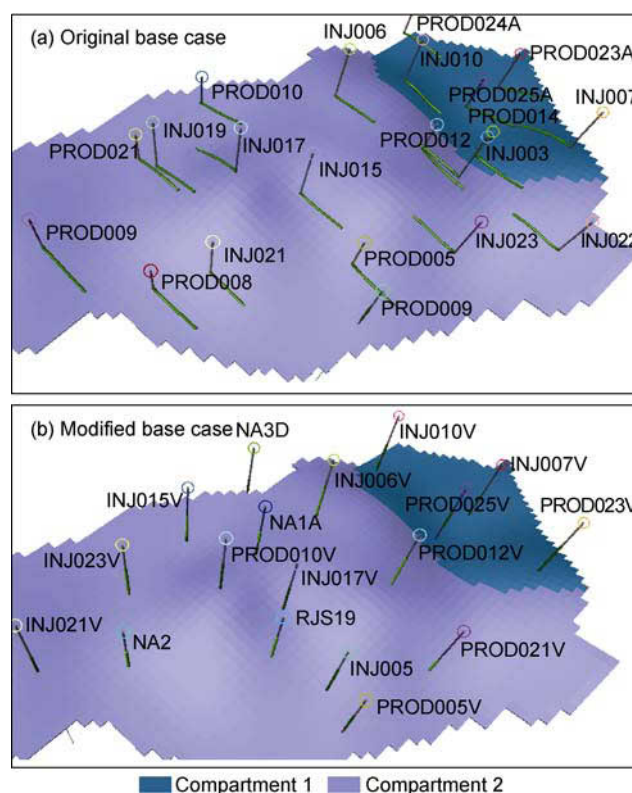 (a) Original base case
INJ006
PROD024A
INJ010
PROD023A
PROD010
PROD025A
INJ007
PROD014
INJ019
PROD012
PROD021
INJ017
INJ003
INJ015
PROD009
INJ021
PROD005
INJ023
INJ022
PROD008
PROD009
(b) Modified base case
NA3D
INJ010V
INJ006V
INJ007V
INJ015V
PROD025V
PROD023V
NA1A
INJ023V
PROD010V
PROD012V
INJ017V
INJ021V
NA2
RJS19
INJ005
PROD021V
PROD005V
Compartment 1
Compartment 2